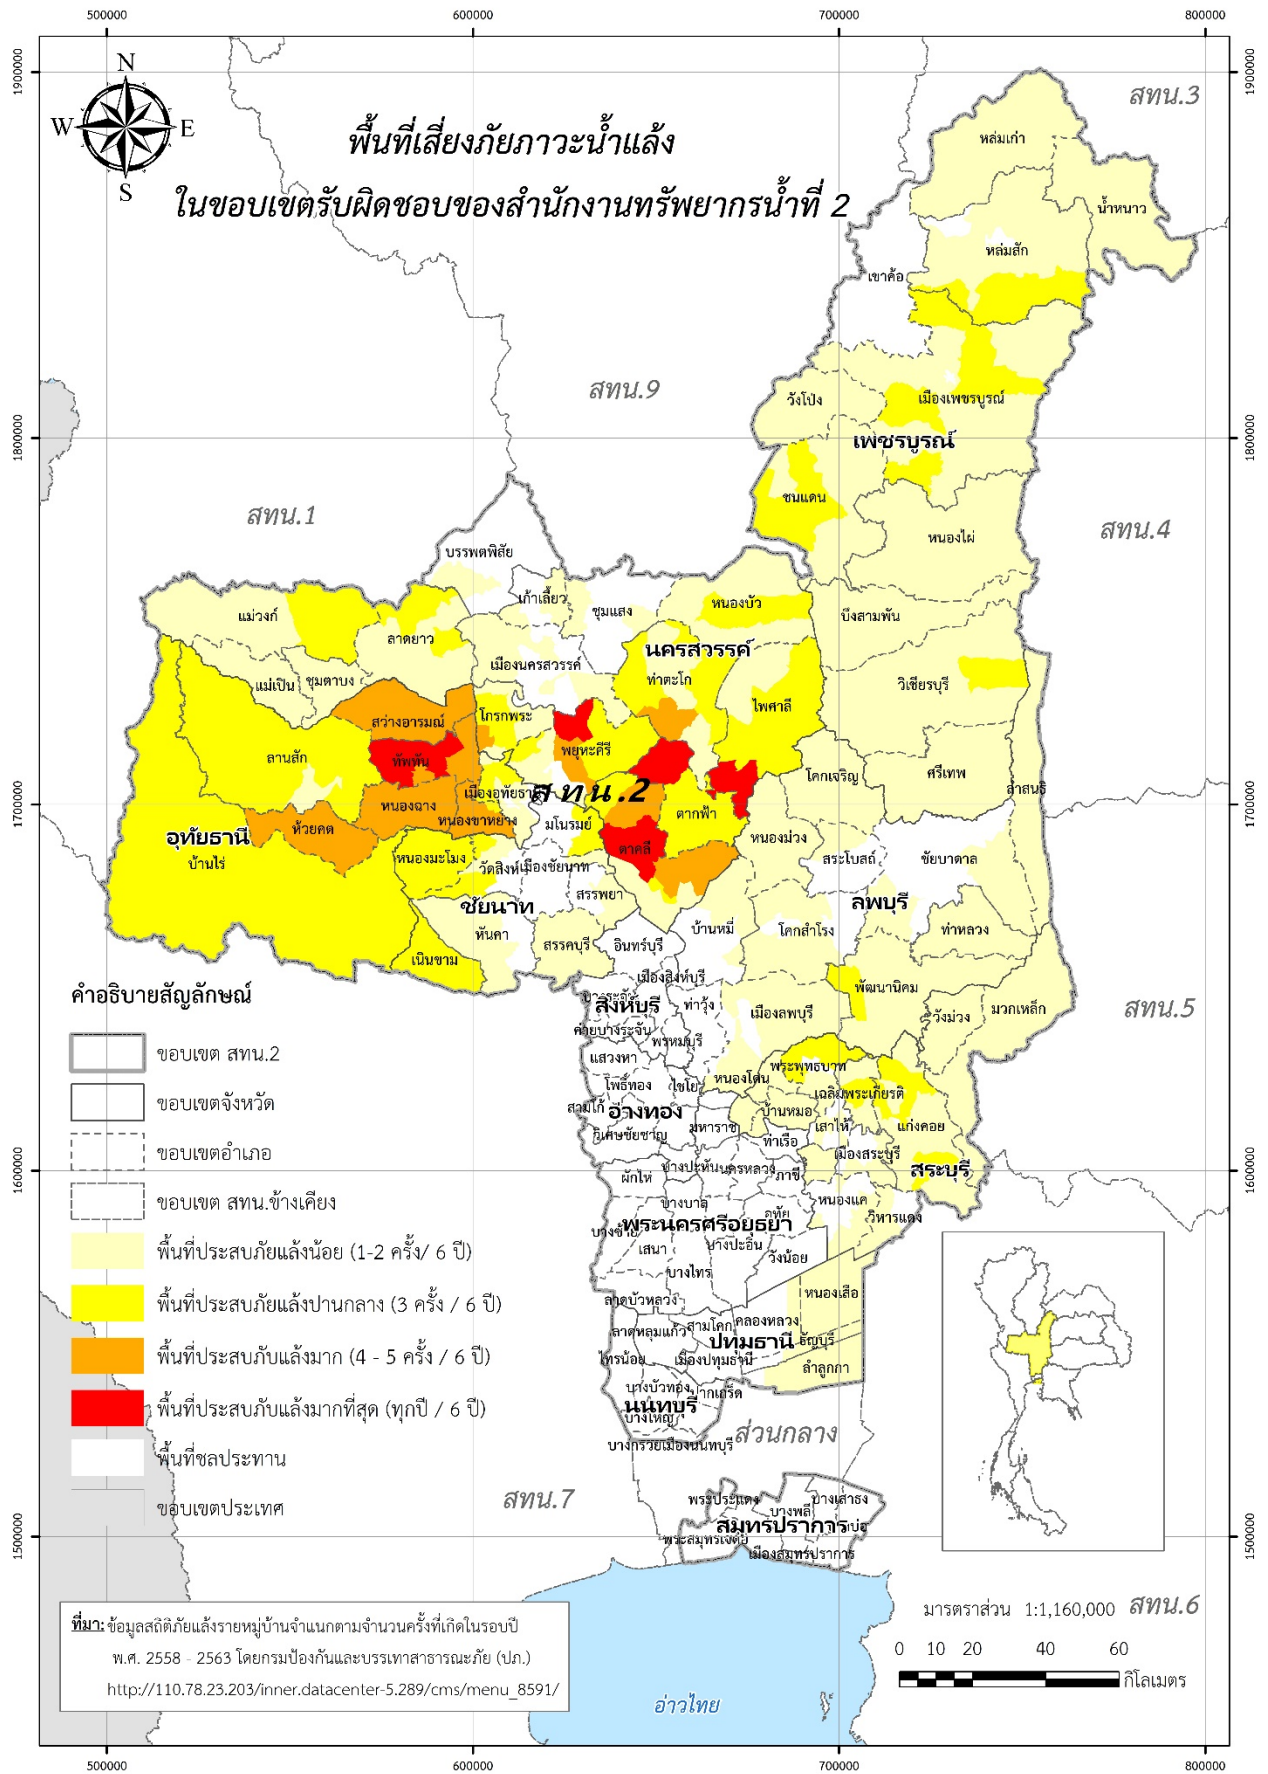 500000 600000 700000 800000
1900000 1900000
N
W E
S
พื้นที่เสี่ยงภัยภาวะน้ำแล้ง
ในขอบเขตรับผิดชอบของสำนักงานทรัพยากรน้ำที่ 2
สทน.3
หล่มเก่า
น้ำหนาว
หล่มสัก
เขาค้อ
สทน.9
วังโป่ง
เมืองเพชรบูรณ์
เพชรบูรณ์
1800000 1800000
ชนแดน
สทน.1
สทน.4
หนองไผ่
บรรพตพิสัย
เก้าเลี้ยว
ชุมแสง
หนองบัว
บึงสามพัน
แม่วงก์
ลาดยาว
นครสวรรค์
เมืองนครสวรรค์
ท่าตะโก
แม่เปิน
ชุมตาบง
วิเชียรบุรี
ไพศาลี
สว่างอารมณ์
โกรกพระ
พยุหะคีรี
ลานสัก
ทัพทัน
โคกเจริญ
ศรีเทพ
ลำสนธิ
สทน.2
1700000 1700000
หนองฉาง
ตากฟ้า
หนองขาหย่าง
มโนรมย์
ห้วยคต
อุทัยธานี
บ้านไร่
หนองม่วง
ตาคลี
สระโบสถ์
ชัยบาดาล
หนองมะโมง
วัดสิงห์
เมืองชัยนาท
สรรพยา
ชัยนาท
ลพบุรี
หันคา
สรรคบุรี
อินทร์บุรี
บ้านหมี่
โคกสำโรง
ท่าหลวง
เนินขาม
เมืองสิงห์บุรี
สิงห์บุรี
ท่าวุ้ง
พัฒนานิคม
เมืองลพบุรี
วังม่วง
มวกเหล็ก
สทน.5
ค่ายบางระจัน
พรหมบุรี
แสวงหา
พระพุทธบาท
หนองโดน
โพธิ์ทอง
ไชโย
เฉลิมพระเกียรติ
สามโก้
อ่างทอง
บ้านหมอ
เสาไห้
แก่งคอย
วิเศษชัยชาญ
มหาราช
ท่าเรือ
เมืองสระบุรี
สระบุรี
1600000 1600000
ผักไห่
บางปะหัน
นครหลวง
ภาชี
บางบาล
หนองแค
วิหารแดง
พระนครศรีอยุธยา
อุทัย
บางซ้าย
เสนา
บางปะอิน
วังน้อย
บางไทร
ลาดบัวหลวง
หนองเสือ
สามโคก
คลองหลวง
ลาดหลุมแก้ว
ปทุมธานี
ธัญบุรี
ไทรน้อย
เมืองปทุมธานี
ลำลูกกา
บางบัวทอง
ปากเกร็ด
นนทบุรี
บางใหญ่
บางกรวย
เมืองนนทบุรี
ส่วนกลาง
สทน.7
พระประแดง
บางเสาธง
บางพลี
สมุทรปราการ
เมืองสมุทรปราการ
1500000 1500000
คำอธิบายสัญลักษณ์
ขอบเขต สทน.2
ขอบเขตจังหวัด
ขอบเขตอำเภอ
ขอบเขต สทน.ข้างเคียง
พื้นที่ประสบภัยแล้งน้อย (1-2 ครั้ง/ 6 ปี)
พื้นที่ประสบภัยแล้งปานกลาง (3 ครั้ง / 6 ปี)
พื้นที่ประสบภับแล้งมาก (4 - 5 ครั้ง / 6 ปี)
พื้นที่ประสบภับแล้งมากที่สุด (ทุกปี / 6 ปี)
พื้นที่ชลประทาน
ขอบเขตประเทศ
ที่มา: ข้อมูลสถิติภัยแล้งรายหมู่บ้านจำแนกตามจำนวนครั้งที่เกิดในรอบปี
พ.ศ. 2558 - 2563 โดยกรมป้องกันและบรรเทาสาธารณะภัย (ปภ.)
http://110.78.23.203/inner.datacenter-5.289/cms/menu_8591/
อ่าวไทย
มาตราส่วน 1:1,160,000
สทน.6
0 10 20 40 60
กิโลเมตร
500000 600000 700000 800000